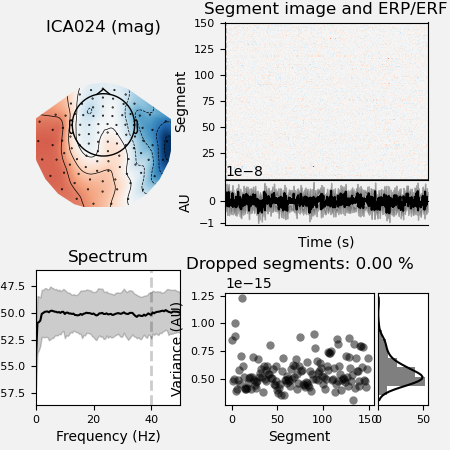 ICA024 (mag)
Segment image and ERP/ERF
150
125
100
75
50
25
Segment
1e−8
0
−1
AU
Time (s)
Spectrum
47.5
50.0
52.5
55.0
57.5
0 20 40
Frequency (Hz)
Dropped segments: 0.00 %
1e−15
1.25
1.00
0.75
0.50
Variance (AU)
0 50 100 150
Segment
0 50